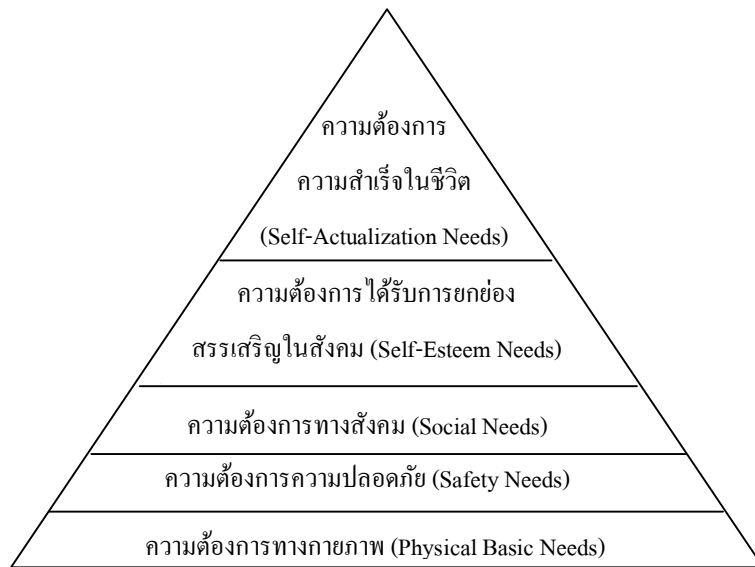 ความต้องการ
ความสำเร็จในชีวิต
(Self-Actualization Needs)
ความต้องการได้รับการยกย่อง
สรรเสริญในสังคม (Self-Esteem Needs)
ความต้องการทางสังคม (Social Needs)
ความต้องการความปลอดภัย (Safety Needs)
ความต้องการทางกายภาพ (Physical Basic Needs)